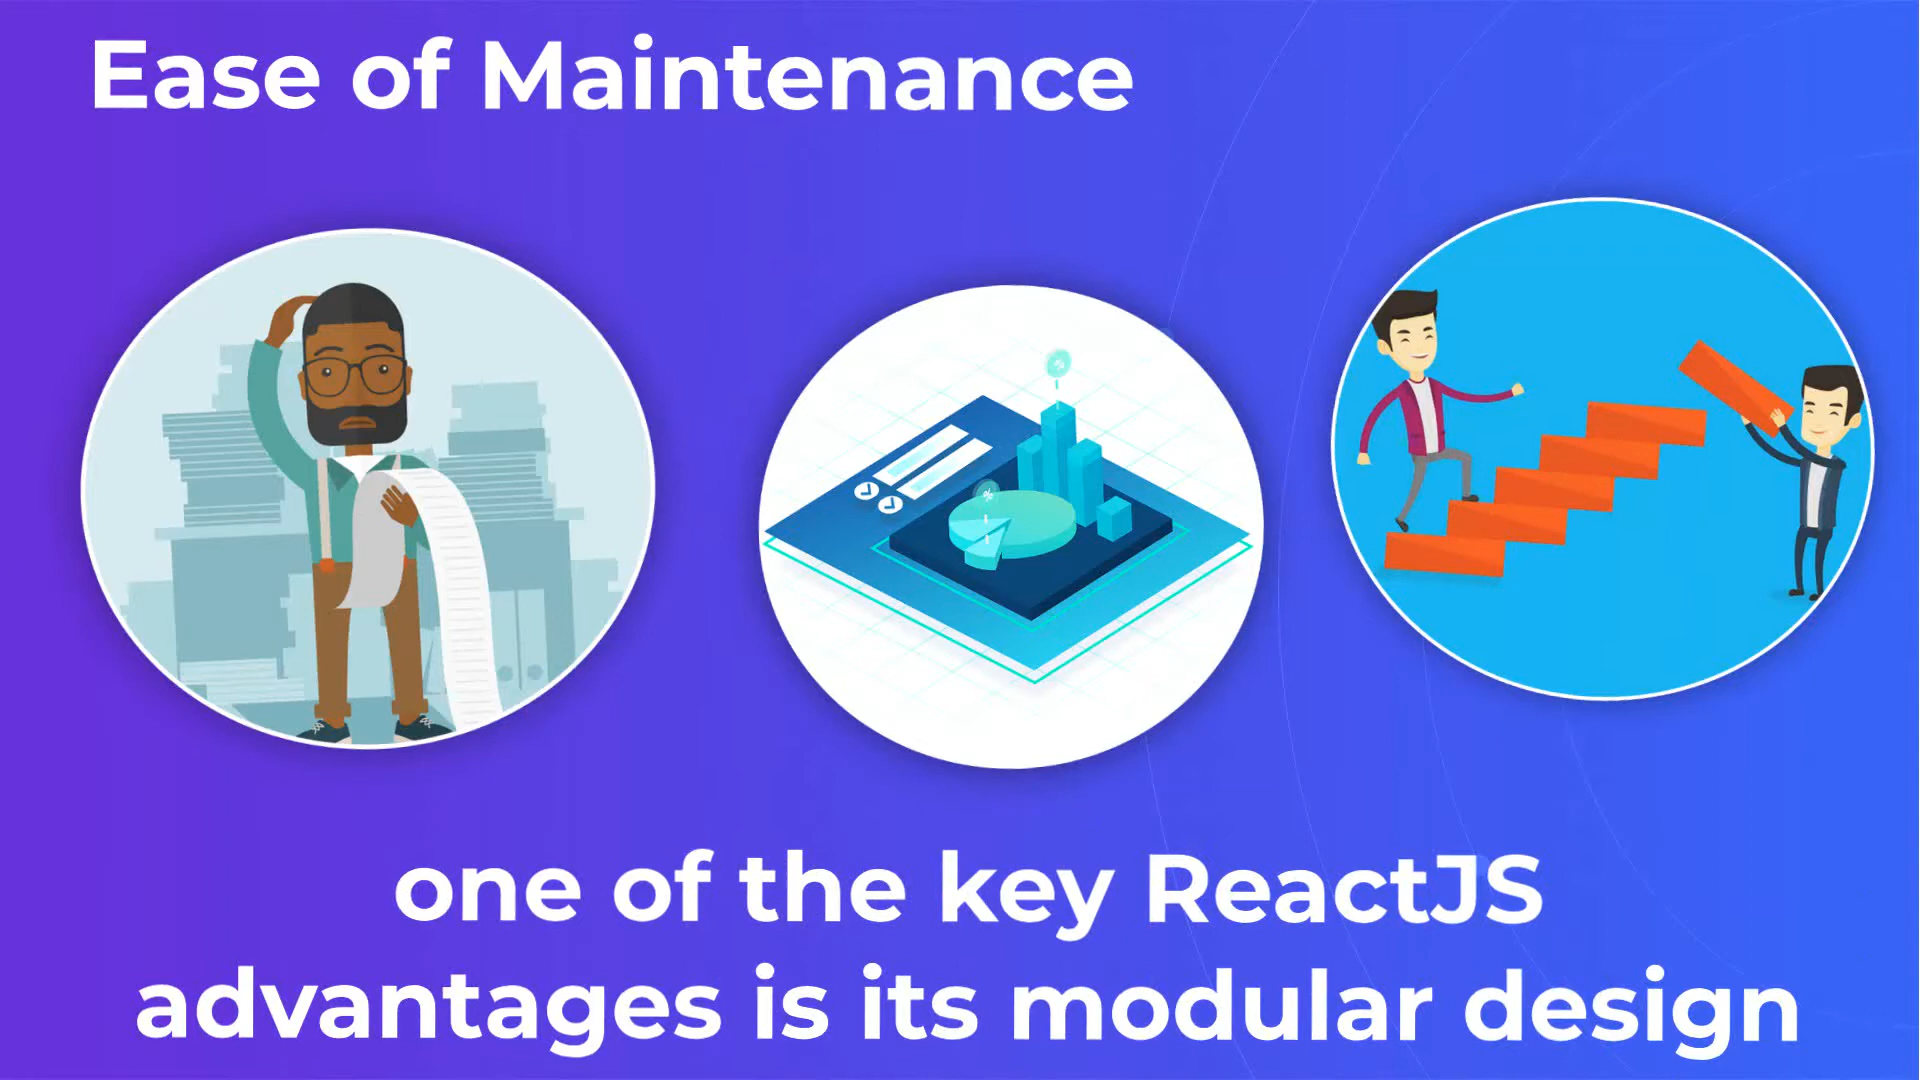 Ease of Maintenance
%
%
one of the key ReactJS
advantages is its modular design